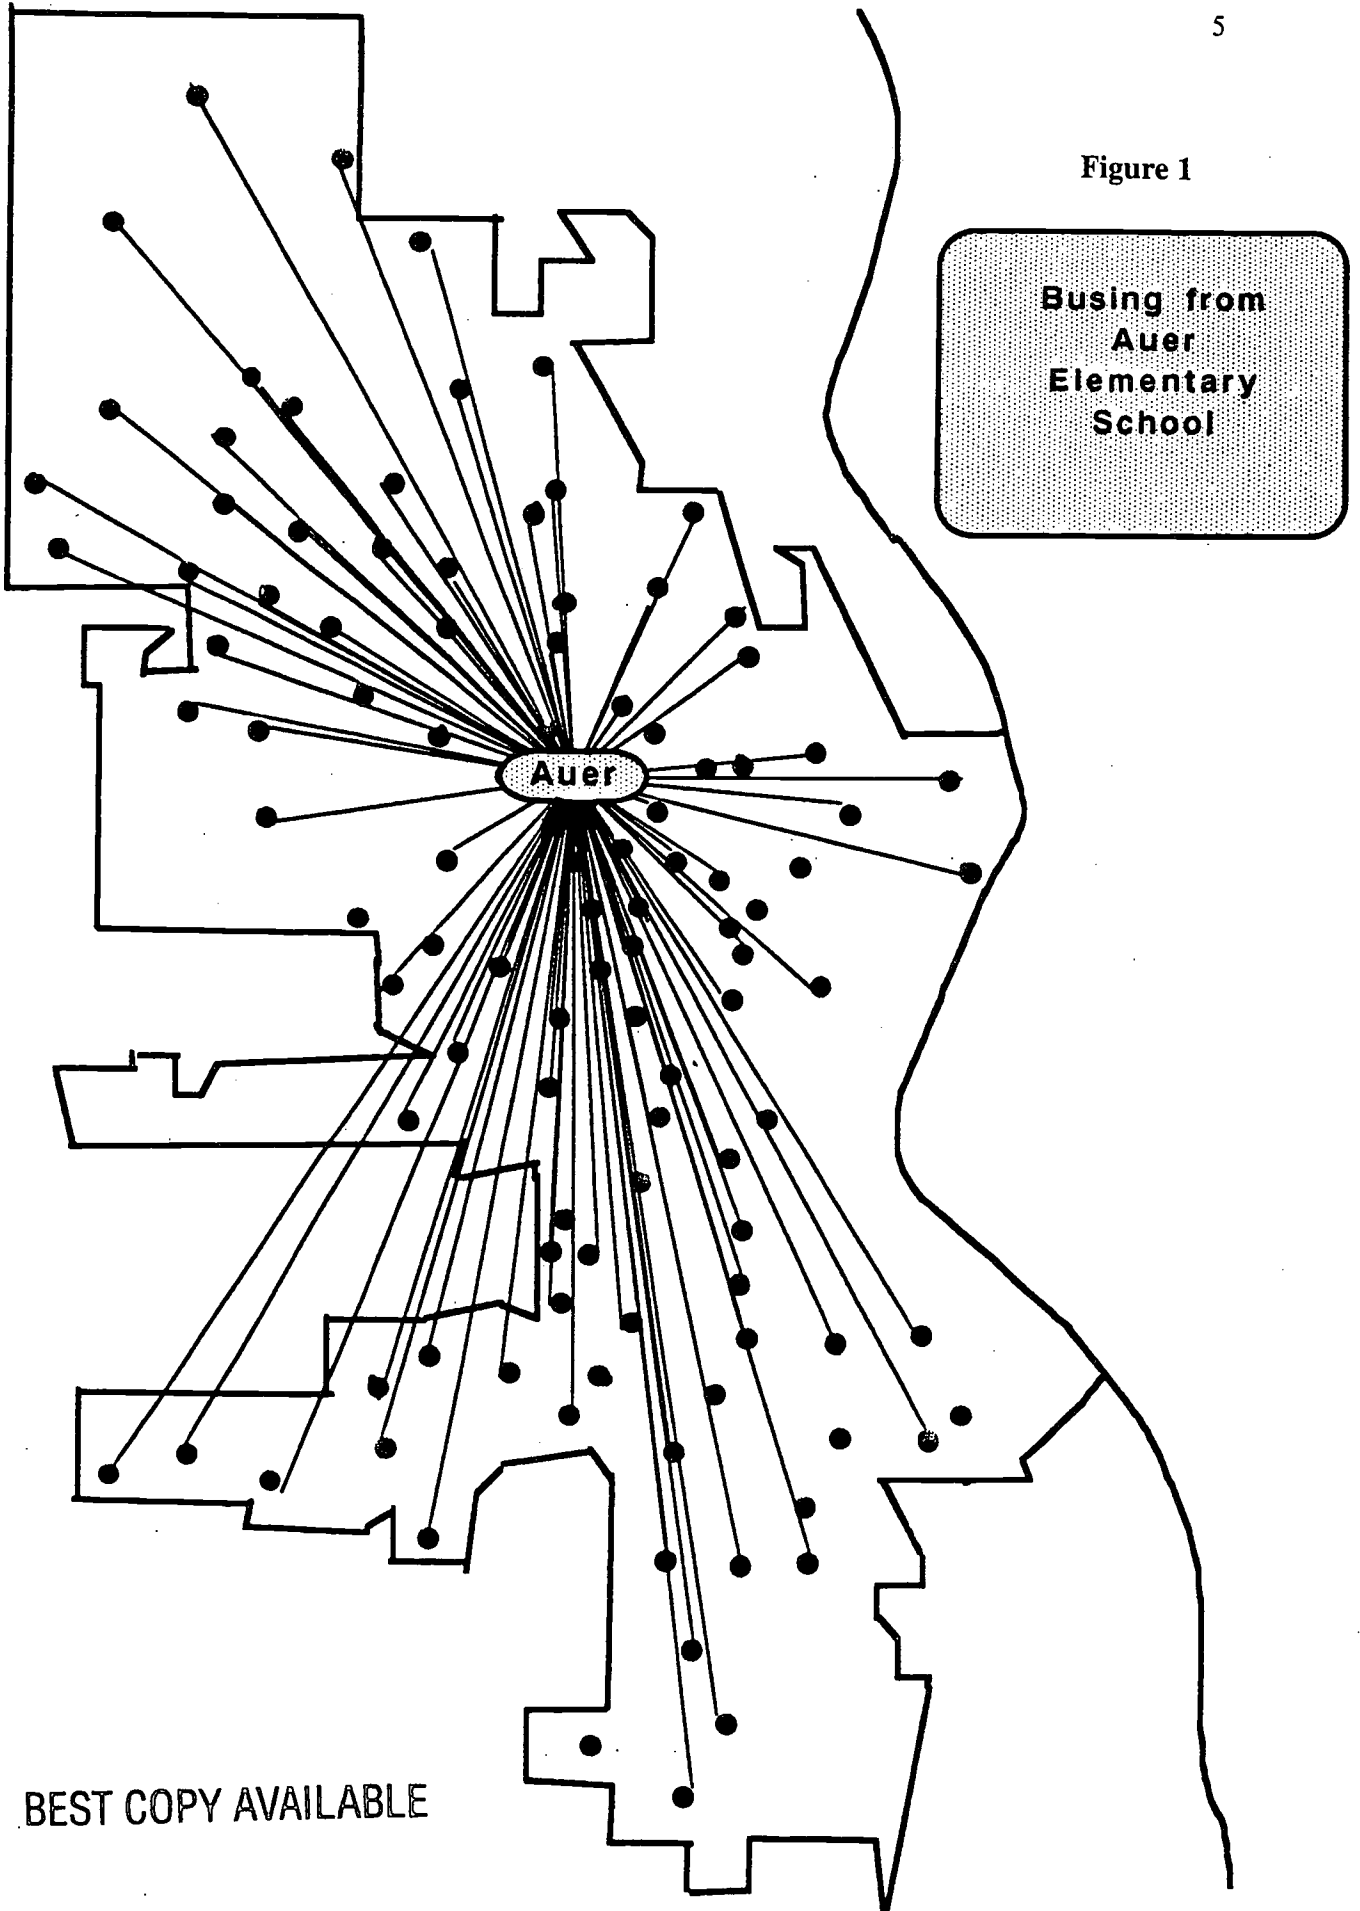 5
Figure 1
Busing from
Auer
Elementary
School
Auer
BEST COPY AVAILABLE